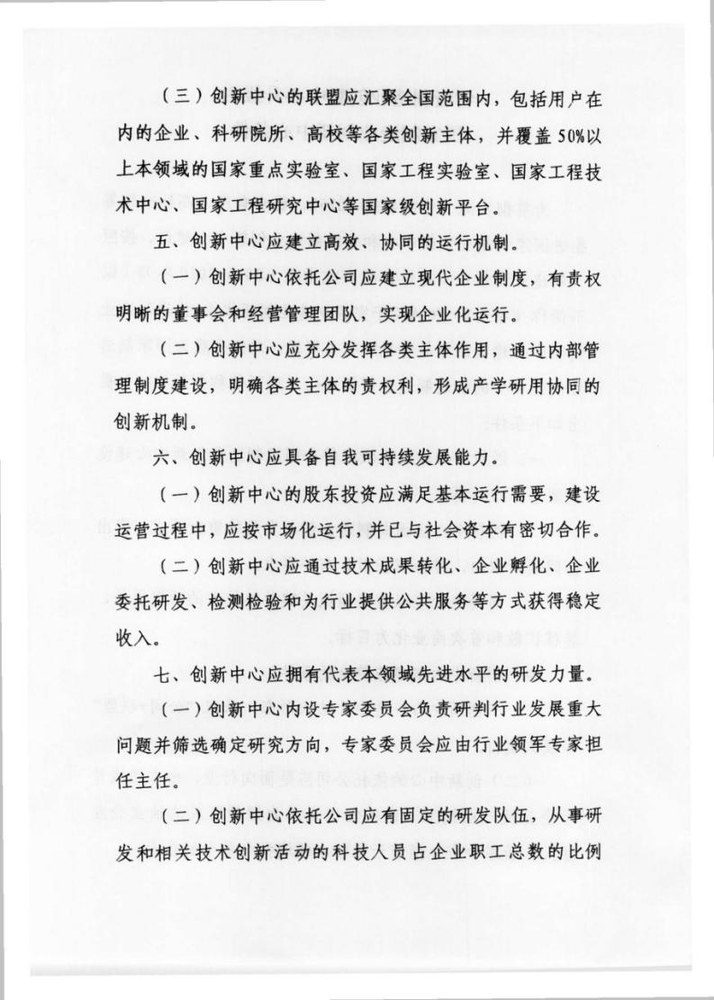 （三）创新中心的联盟应汇聚全国范围内，包括用户在
内的企业、科研院所、高校等各类创新主体，并覆盖50%以
上本领域的国家重点实验室、国家工程实验室、国家工程技
术中心、国家工程研究中心等国家级创新平台。
五、创新中心应建立高效、协同的运行机制。
（一）创新中心依托公司应建立现代企业制度，有责权
明晰的董事会和经营管理团队，实现企业化运行。
（二）创新中心应充分发挥各类主体作用，通过内部管
理制度建设，明确各类主体的责权利，形成产学研用协同的
创新机制。
六、创新中心应具备自我可持续发展能力。
（一）创新中心的股东投资应满足基本运行需要，建设
运营过程中，应按市场化运行，并已与社会资本有密切合作。
（二）创新中心应通过技术成果转化、企业孵化、企业
委托研发、检测检验和为行业提供公共服务等方式获得稳定
收入。
七、创新中心应拥有代表本领域先进水平的研发力量。
（一）创新中心内设专家委员会负责研判行业发展重大
问题并筛选确定研究方向，专家委员会应由行业领军专家担
任主任。
（二）创新中心依托公司应有固定的研发队伍，从事研
发和相关技术创新活动的科技人员占企业职工总数的比例